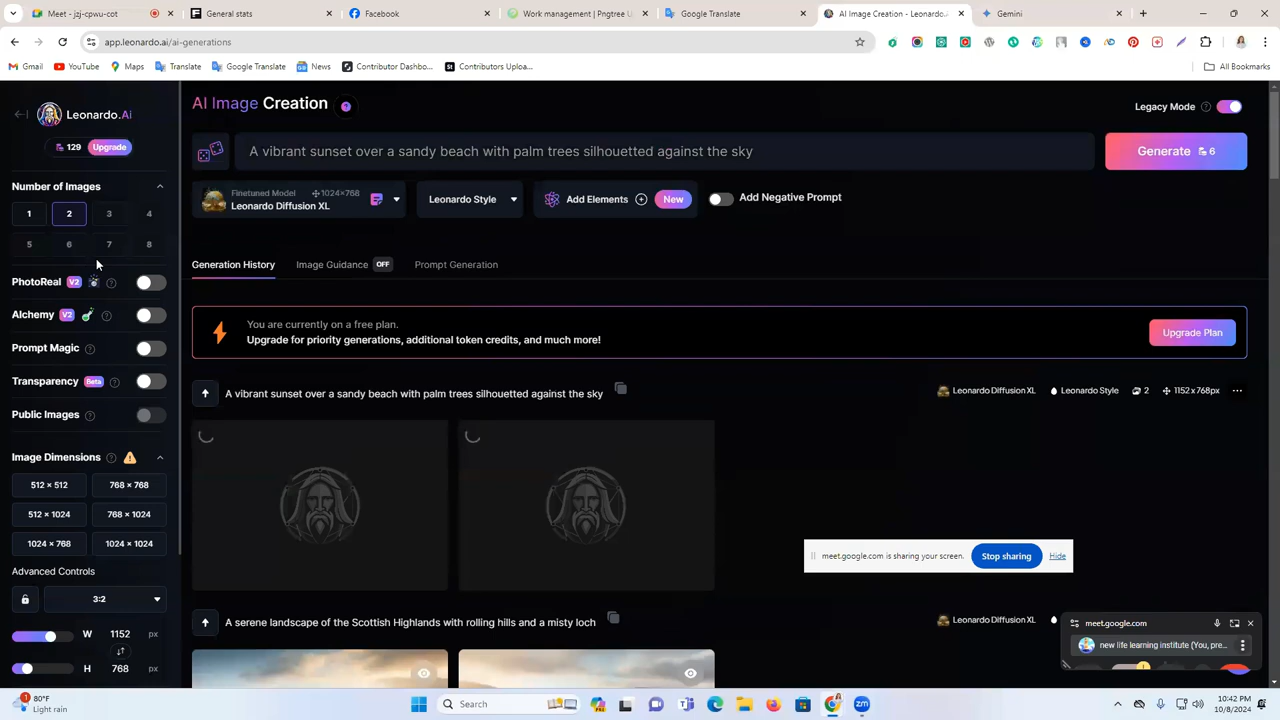 Meet - jzj-cpwu-cot
General stats
Facebook
Work management | Pngtree U
Google Translate
AI Image Creation - Leonardo.
Gemini
app.leonardo.ai/ai-generations
Gmail
YouTube
Maps
Translate
Google Translate
News
Contributor Dashbo...
Contributors Uploa...
All Bookmarks
Leonardo.Ai
129
Upgrade
Number of Images
1
2
3
4
5
6
7
8
PhotoReal V2
Alchemy V2
Prompt Magic
Transparency Beta
Public Images
Image Dimensions
512 × 512
768 × 768
512 × 1024
768 × 1024
1024 × 768
1024 × 1024
Advanced Controls
3:2
W 1152 px
H 768 px
AI Image Creation
Legacy Mode
A vibrant sunset over a sandy beach with palm trees silhouetted against the sky
Generate 6
Finetuned Model 1024×768
Leonardo Diffusion XL
Leonardo Style
Add Elements
New
Add Negative Prompt
Generation History
Image Guidance OFF
Prompt Generation
You are currently on a free plan.
Upgrade for priority generations, additional token credits, and much more!
Upgrade Plan
A vibrant sunset over a sandy beach with palm trees silhouetted against the sky
Leonardo Diffusion XL
Leonardo Style
2
1152 x 768px
meet.google.com is sharing your screen.
Stop sharing
Hide
A serene landscape of the Scottish Highlands with rolling hills and a misty loch
Leonardo Diffusion XL
meet.google.com
new life learning institute (You, pre...
1
80°F
Light rain
Search
10:42 PM
10/8/2024